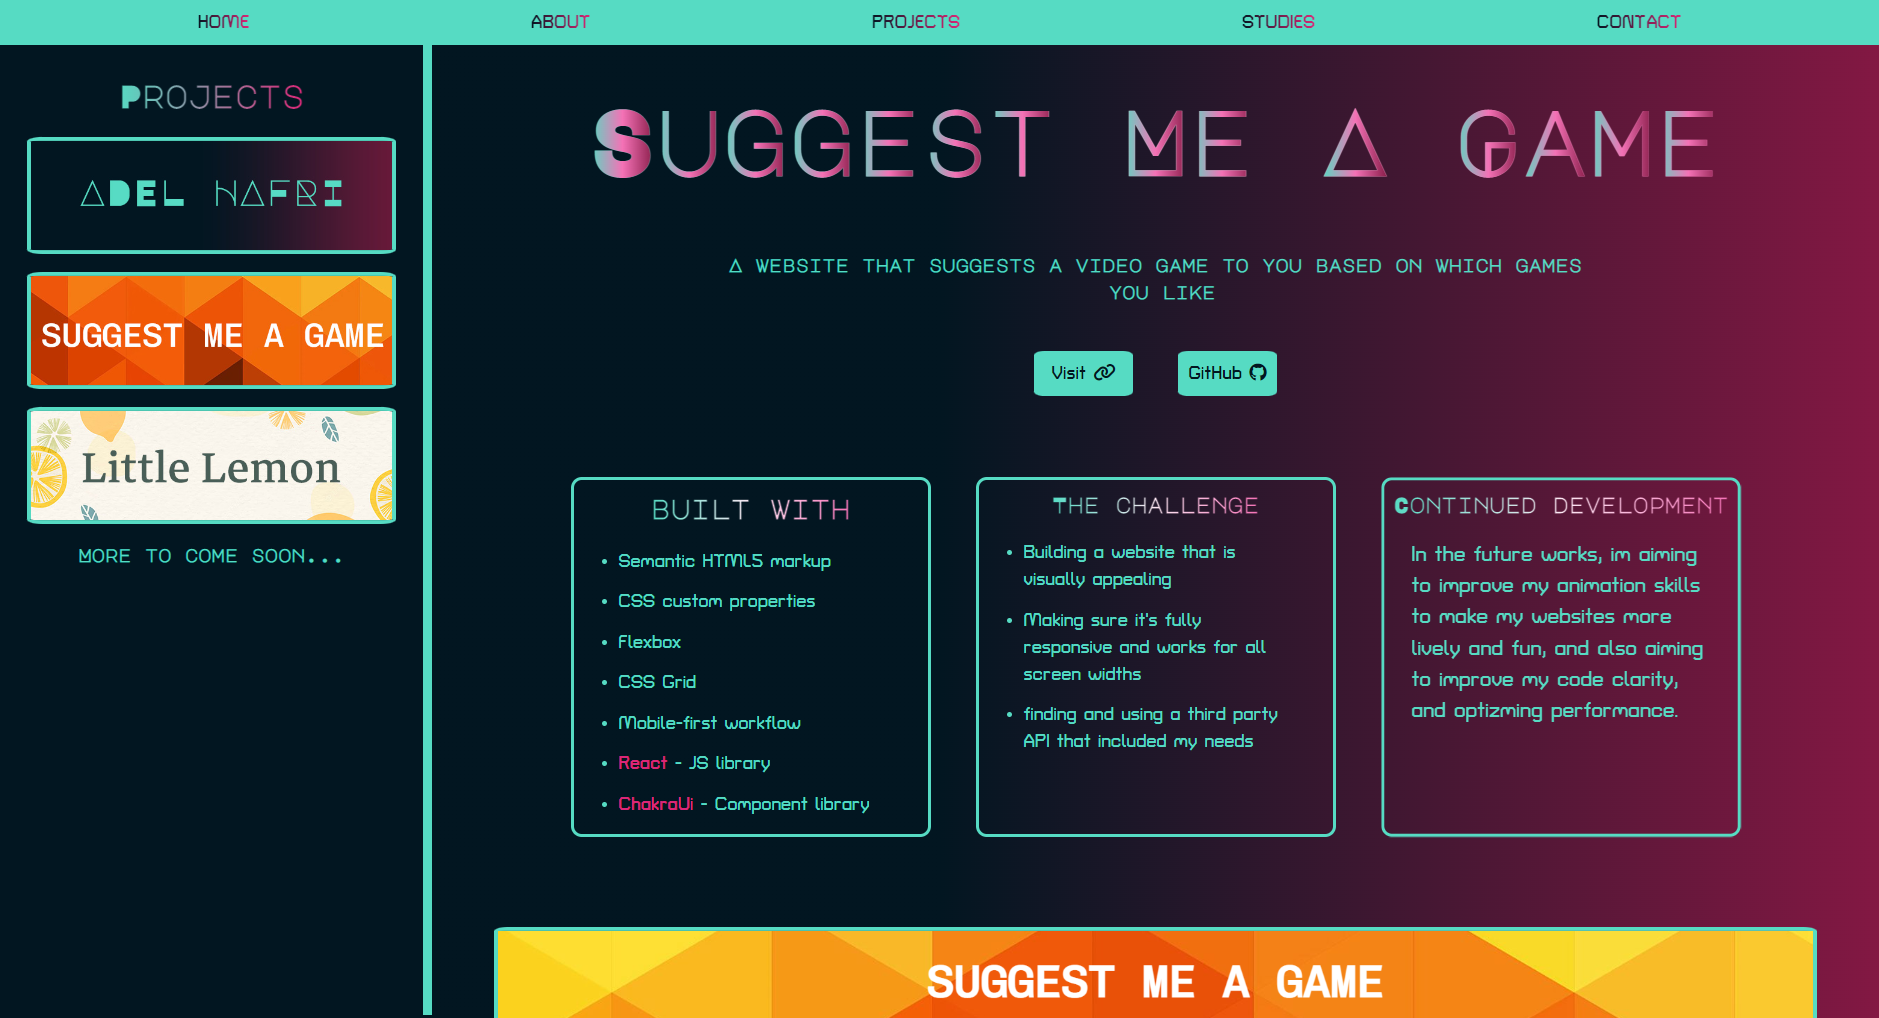 HOME ABOUT PROJECTS STUDIES CONTACT
PROJECTS
ADEL HAFRI
SUGGEST ME A GAME
Little Lemon
MORE TO COME SOON...
SUGGEST ME A GAME
A WEBSITE THAT SUGGESTS A VIDEO GAME TO YOU BASED ON WHICH GAMES
YOU LIKE
Visit GitHub
BUILT WITH
• Semantic HTML5 markup
• CSS custom properties
• Flexbox
• CSS Grid
• Mobile-first workflow
• React - JS library
• ChakraUi - Component library
THE CHALLENGE
• Building a website that is
visually appealing
• Making sure it's fully
responsive and works for all
screen widths
• finding and using a third party
API that included my needs
CONTINUED DEVELOPMENT
In the future works, im aiming
to improve my animation skills
to make my websites more
lively and fun, and also aiming
to improve my code clarity,
and optizming performance.
SUGGEST ME A GAME